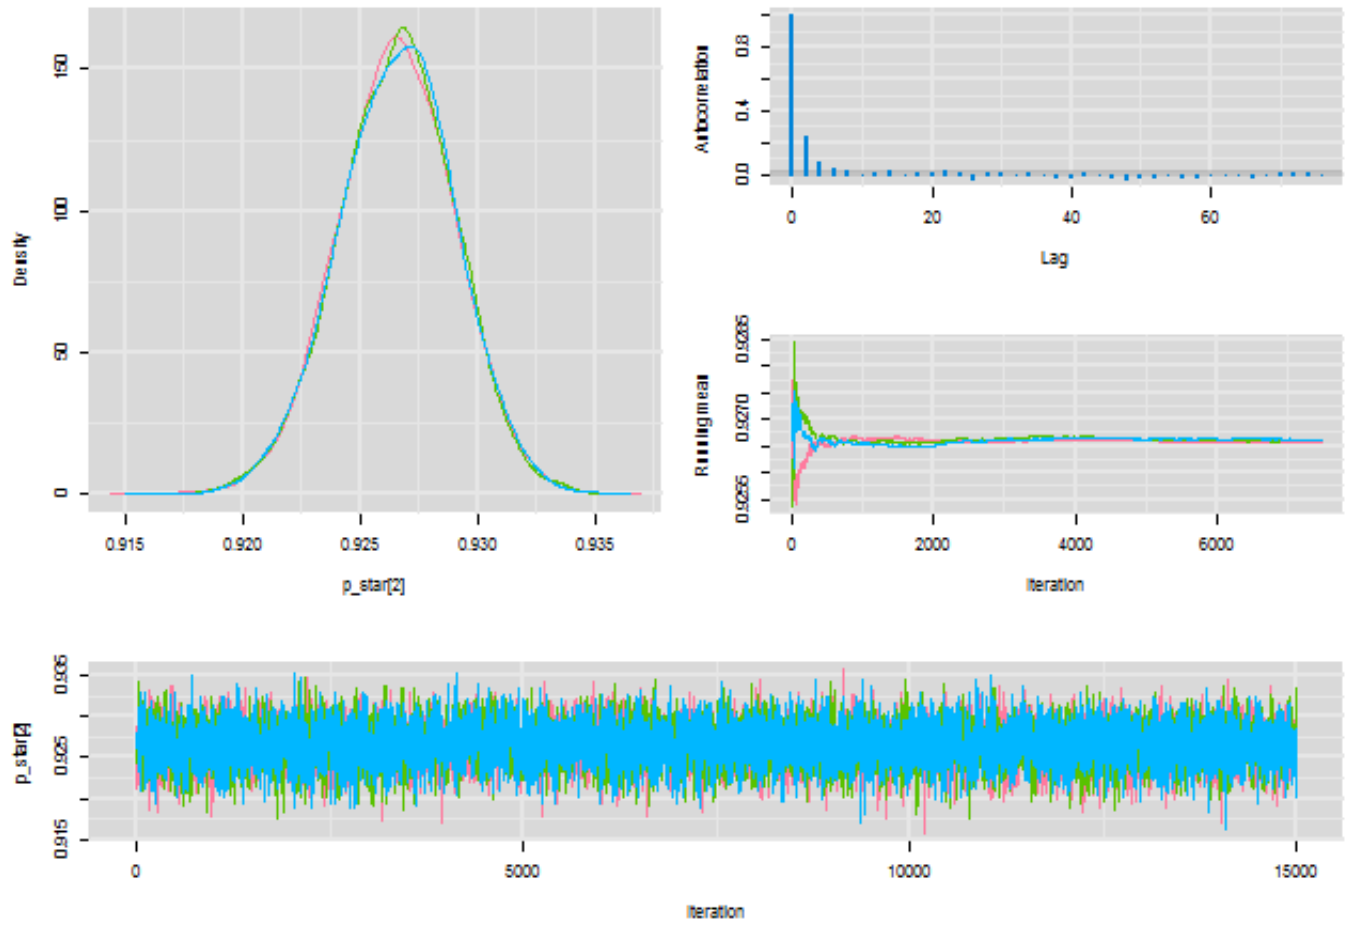 150
100
50
0
Density
0.915 0.920 0.925 0.930 0.935
p_star[2]
0.8
0.4
0.0
Autocorrelation
0 20 40 60
Lag
0.9285
0.9270
0.9255
Running mean
0 2000 4000 6000
Iteration
0.935
0.925
0.915
p_star[2]
0 5000 10000 15000
Iteration